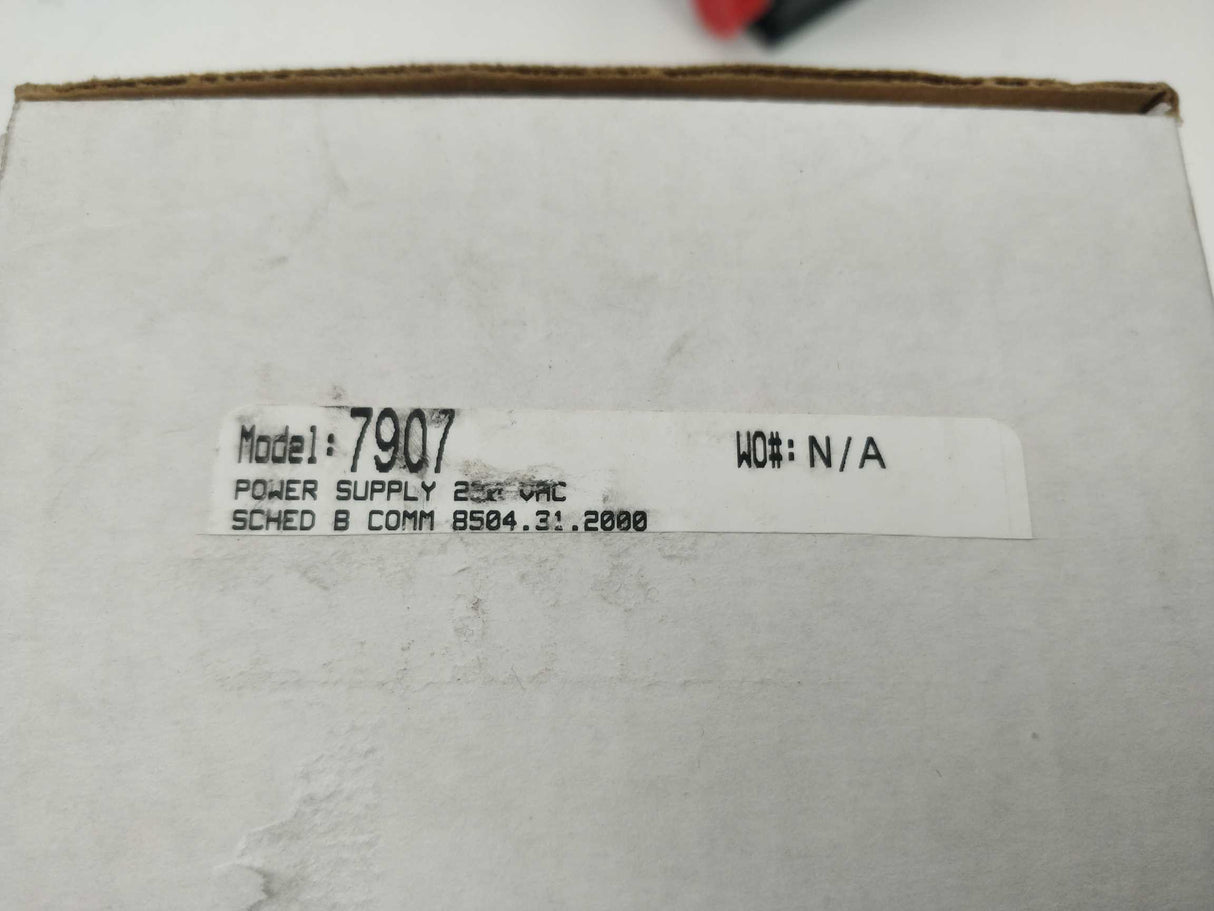 Model: 7907 WO#: N/A
POWER SUPPLY VAC
SCHED B COMM 8504.31.2000